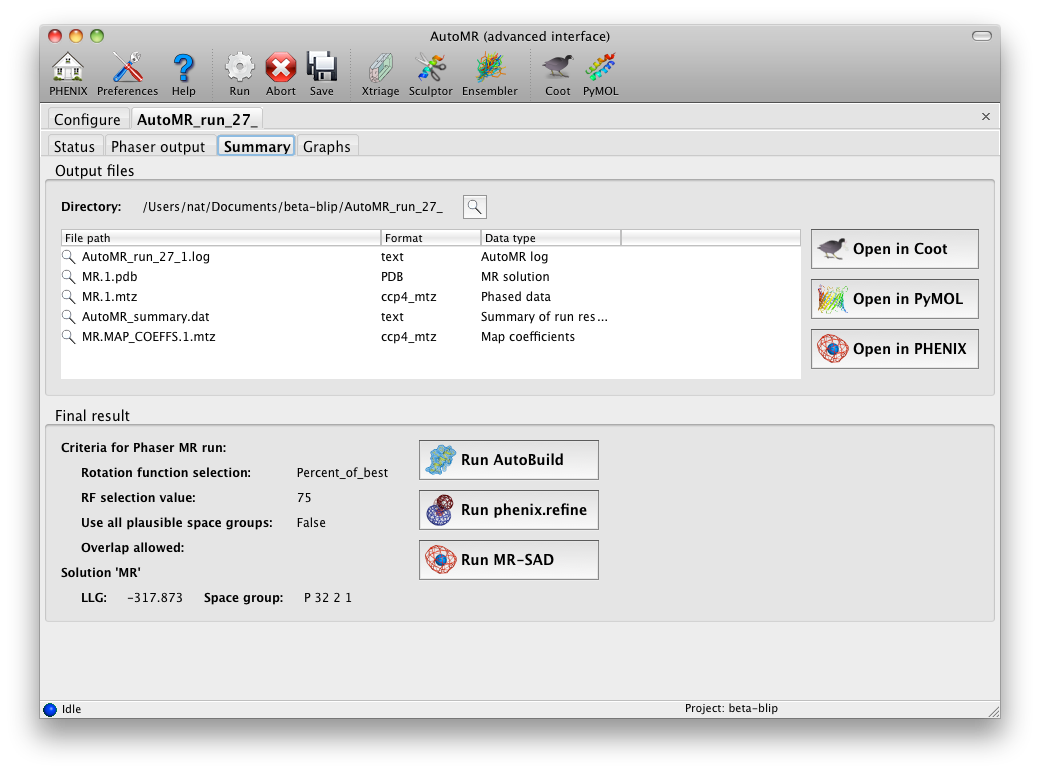 AutoMR (advanced interface)
PHENIX Preferences Help Run Abort Save Xtriage Sculptor Ensembler Coot PyMOL
Configure AutoMR_run_27_ ×
Status Phaser output Summary Graphs
Output files
Directory: /Users/nat/Documents/beta-blip/AutoMR_run_27_
File path Format Data type
AutoMR_run_27_1.log text AutoMR log
MR.1.pdb PDB MR solution
MR.1.mtz ccp4_mtz Phased data
AutoMR_summary.dat text Summary of run res...
MR.MAP_COEFFS.1.mtz ccp4_mtz Map coefficients
Open in Coot
Open in PyMOL
Open in PHENIX
Final result
Criteria for Phaser MR run:
Rotation function selection: Percent_of_best
RF selection value: 75
Use all plausible space groups: False
Overlap allowed:
Solution 'MR'
LLG: -317.873 Space group: P 32 2 1
Run AutoBuild
Run phenix.refine
Run MR-SAD
Idle Project: beta-blip